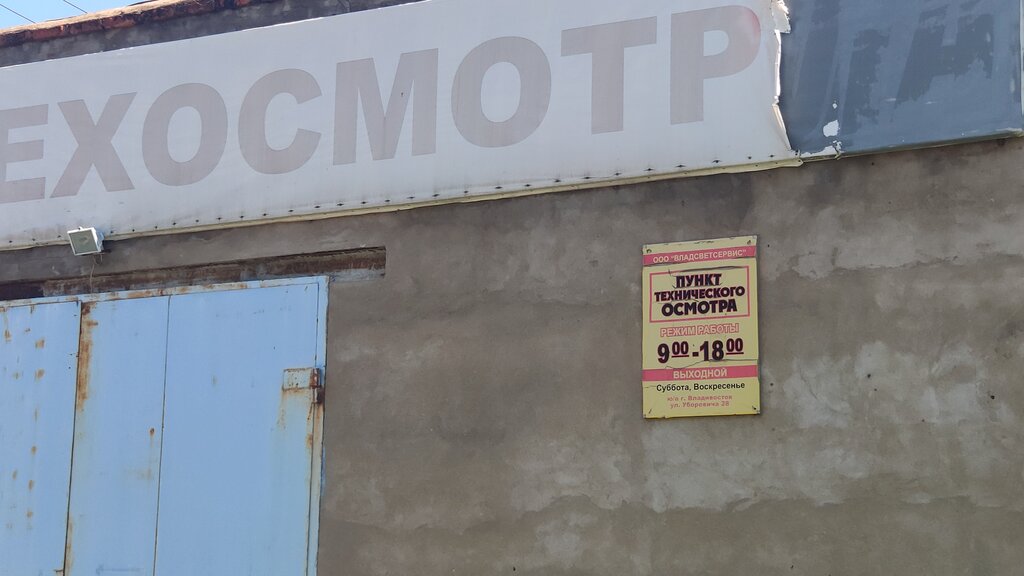 ЕХОСМОТР
ООО "ВЛАДСВЕТСЕРВИС"
ПУНКТ
ТЕХНИЧЕСКОГО
ОСМОТРА
РЕЖИМ РАБОТЫ
9 00 - 18 00
ВЫХОДНОЙ
Суббота, Воскресенье
ю/а г. Владивосток
ул. Уборевича 28